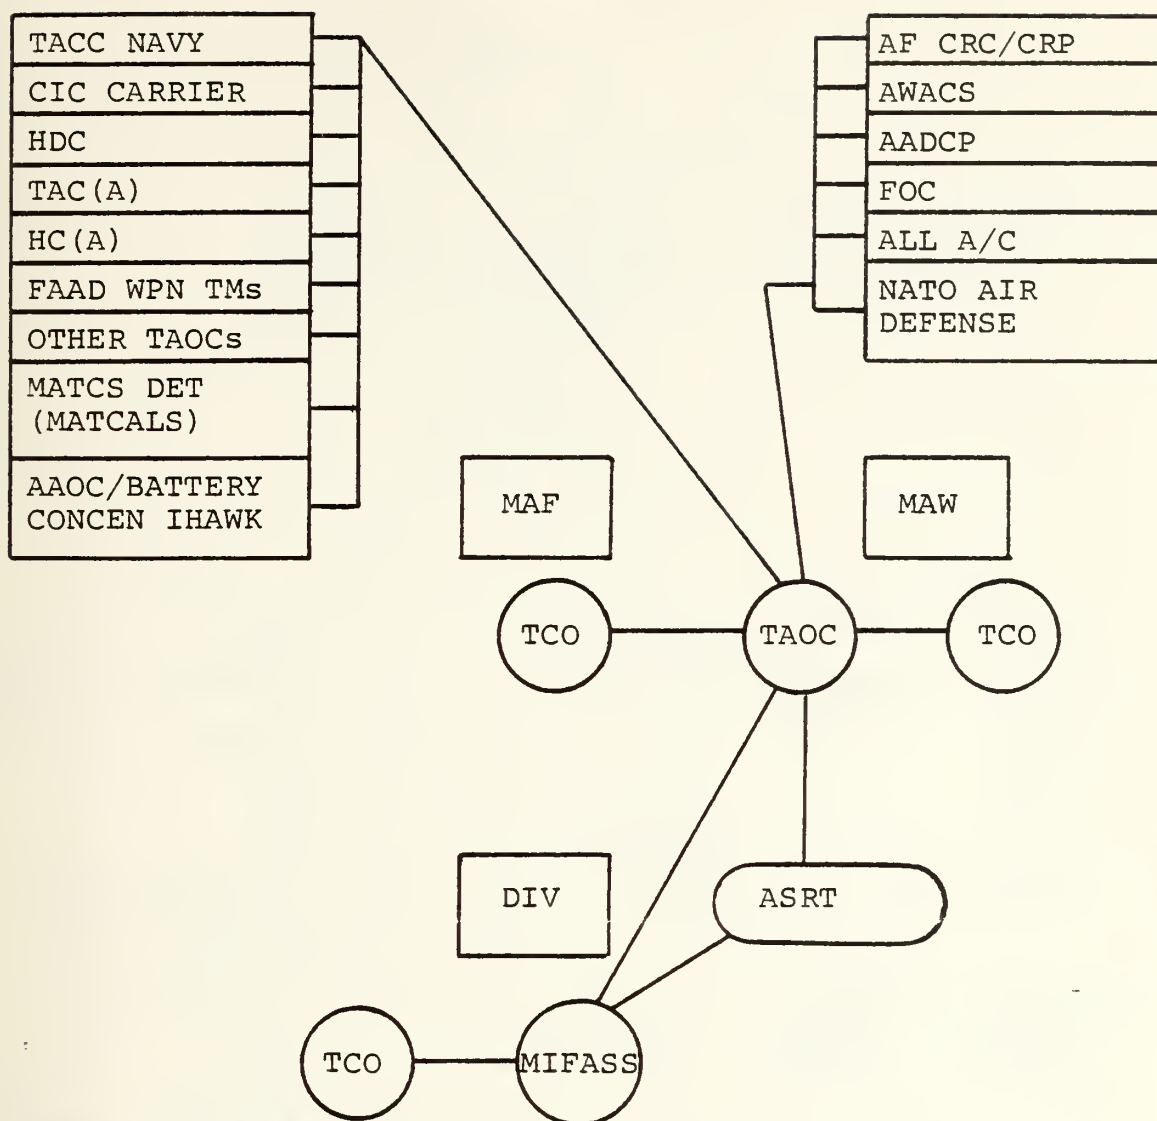 TACC NAVY
CIC CARRIER
HDC
TAC(A)
HC(A)
FAAD WPN TMs
OTHER TAOCs
MATCS DET
(MATCALS)
AAOC/BATTERY
CONCEN IHAWK
AF CRC/CRP
AWACS
AADCP
FOC
ALL A/C
NATO AIR
DEFENSE
MAF
MAW
TCO
TAOC
TCO
DIV
ASRT
TCO
MIFASS